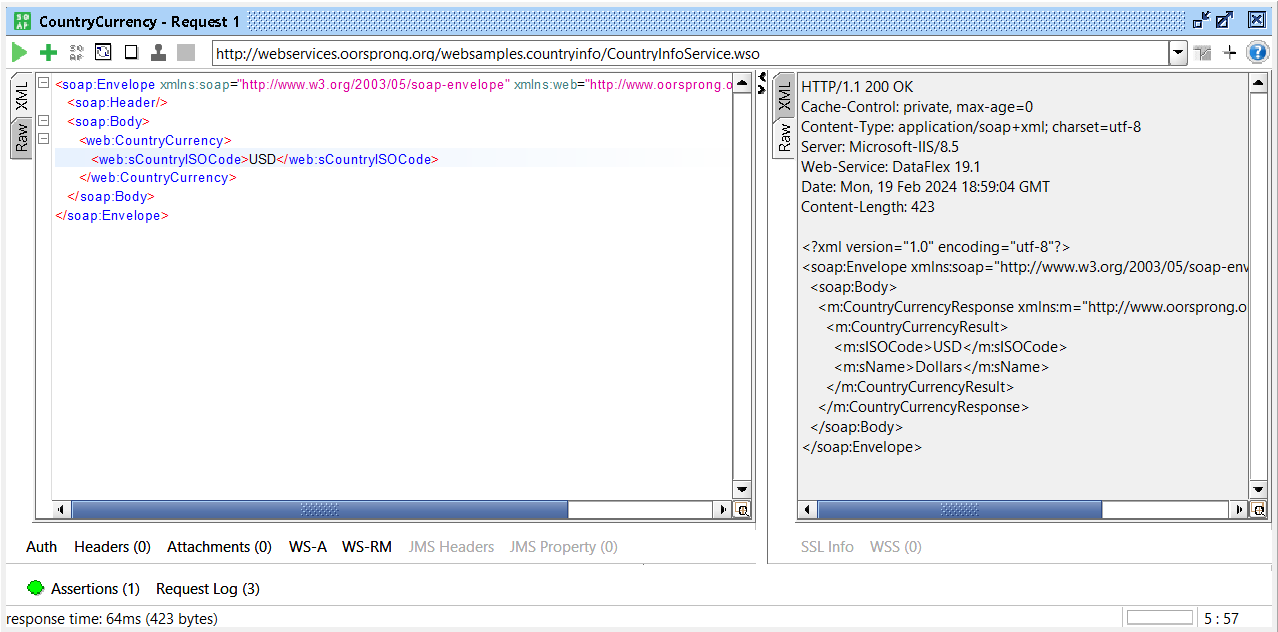 CountryCurrency - Request 1
http://webservices.oorsprong.org/websamples.countryinfo/CountryInfoService.wso
XML
Raw
<soap:Envelope xmlns:soap="http://www.w3.org/2003/05/soap-envelope" xmlns:web="http://www.oorsprong.o
<soap:Header/>
<soap:Body>
<web:CountryCurrency>
<web:sCountryISOCode>USD</web:sCountryISOCode>
</web:CountryCurrency>
</soap:Body>
</soap:Envelope>
XML
Raw
HTTP/1.1 200 OK
Cache-Control: private, max-age=0
Content-Type: application/soap+xml; charset=utf-8
Server: Microsoft-IIS/8.5
Web-Service: DataFlex 19.1
Date: Mon, 19 Feb 2024 18:59:04 GMT
Content-Length: 423
<?xml version="1.0" encoding="utf-8"?>
<soap:Envelope xmlns:soap="http://www.w3.org/2003/05/soap-env
<soap:Body>
<m:CountryCurrencyResponse xmlns:m="http://www.oorsprong.o
<m:CountryCurrencyResult>
<m:sISOCode>USD</m:sISOCode>
<m:sName>Dollars</m:sName>
</m:CountryCurrencyResult>
</m:CountryCurrencyResponse>
</soap:Body>
</soap:Envelope>
Auth Headers (0) Attachments (0) WS-A WS-RM JMS Headers JMS Property (0)
SSL Info WSS (0)
Assertions (1) Request Log (3)
response time: 64ms (423 bytes)
5 : 57